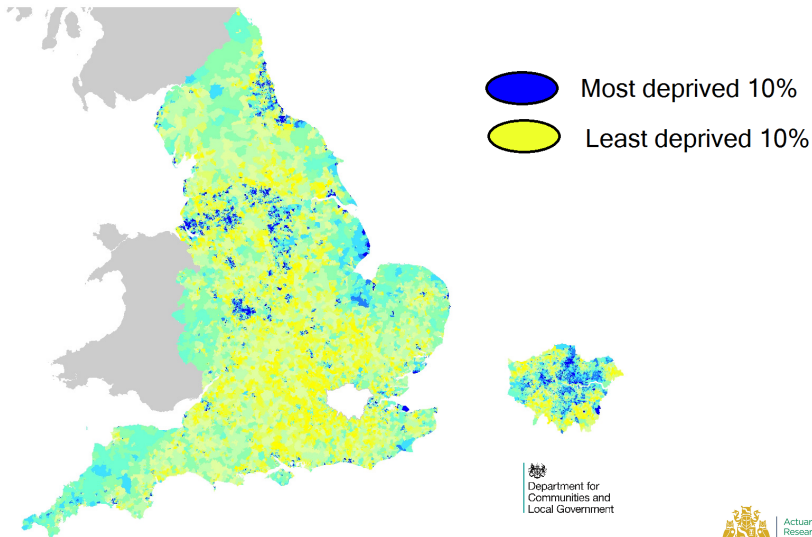 Most deprived 10%
Least deprived 10%
Department for
Communities and
Local Government
Actuar
Resear